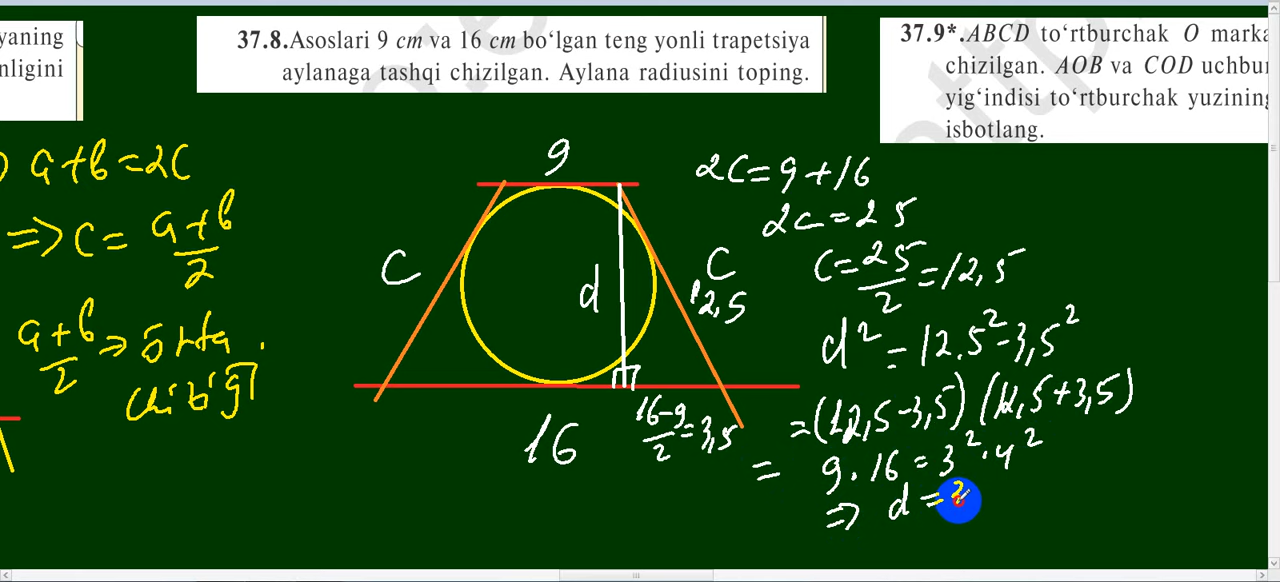 yaning
nligini
37.8.Asoslari 9 cm va 16 cm bo‘lgan teng yonli trapetsiya
aylanaga tashqi chizilgan. Aylana radiusini toping.
37.9*.ABCD to‘rtburchak O marka
chizilgan. AOB va COD uchbu
yig‘indisi to‘rtburchak yuzining
isbotlang.
) a+b=2C
=> C = (a+b)/2
(a+b)/2 => o‘rta
chi
9
C
d
C
12,5
16
(16-9)/2 = 3,5
2C=9+16
2C=25
C=25/2=12,5
d²=12.5²-3,5²
=(12,5-3,5)(12,5+3,5)
= 9.16=3².4²
=> d=